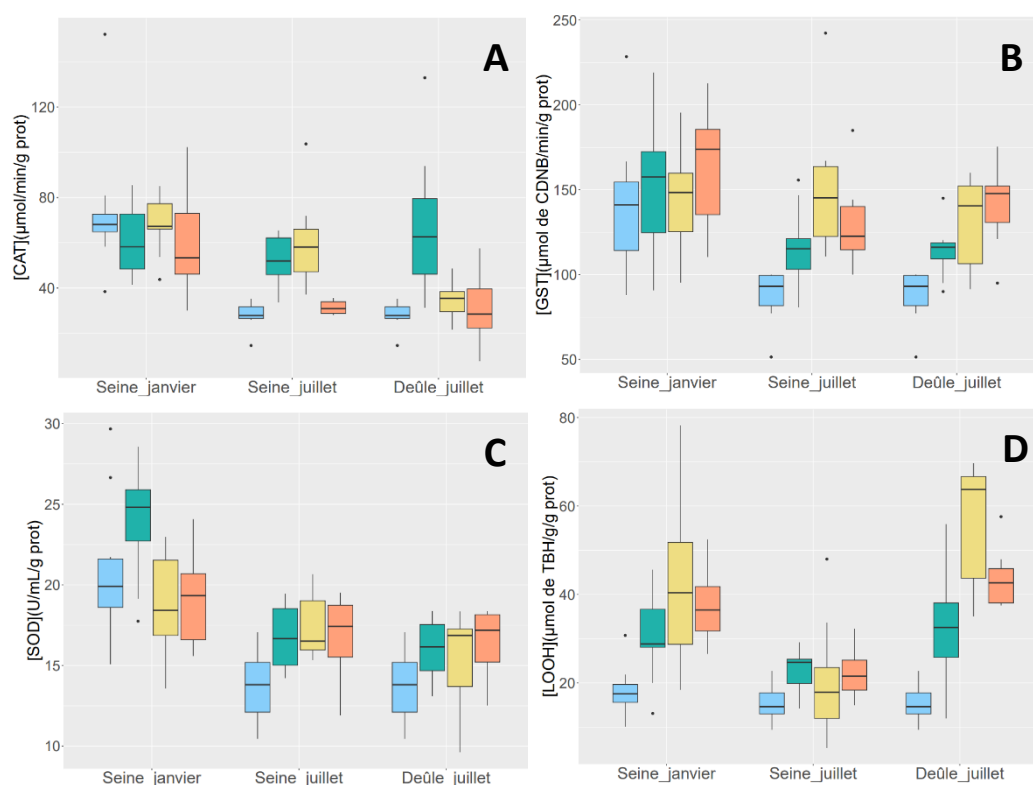 A
[CAT](µmol/min/g prot)
120
80
40
Seine_janvier Seine_juillet Deûle_juillet
B
[GST](µmol de CDNB/min/g prot)
250
200
150
100
50
Seine_janvier Seine_juillet Deûle_juillet
C
[SOD](U/mL/g prot)
30
25
20
15
10
Seine_janvier Seine_juillet Deûle_juillet
D
[LOOH](µmol de TBH/g/g prot)
80
60
40
20
Seine_janvier Seine_juillet Deûle_juillet